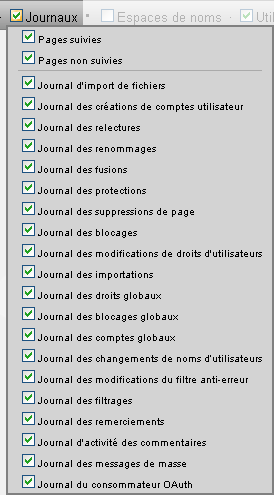 Journaux • Espaces de noms · Util
Pages suivies
Pages non suivies
Journal d'import de fichiers
Journal des créations de comptes utilisateur
Journal des relectures
Journal des renommages
Journal des fusions
Journal des protections
Journal des suppressions de page
Journal des blocages
Journal des modifications de droits d'utilisateurs
Journal des importations
Journal des droits globaux
Journal des blocages globaux
Journal des comptes globaux
Journal des changements de noms d'utilisateurs
Journal des modifications du filtre anti-erreur
Journal des filtrages
Journal des remerciements
Journal d'activité des commentaires
Journal des messages de masse
Journal du consommateur OAuth